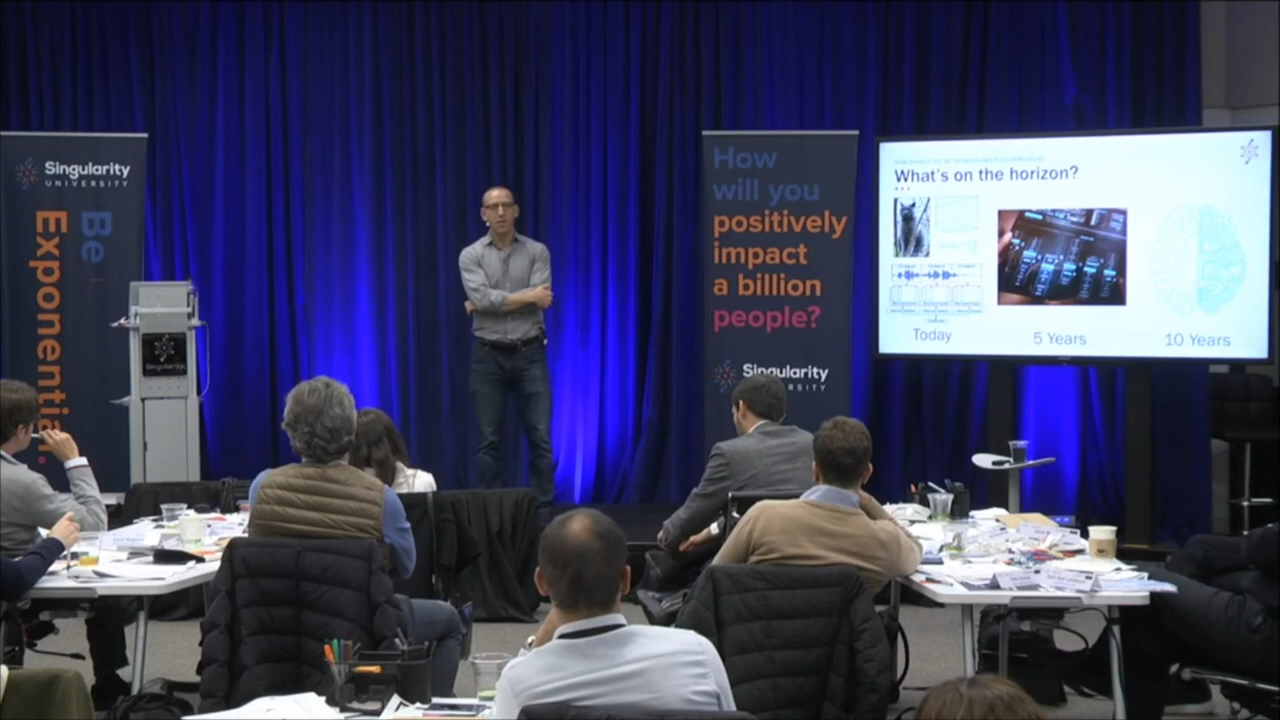 Singularity
UNIVERSITY
Be
Exponential.
Singularity
How
will you
positively
impact
a billion
people?
Singularity
UNIVERSITY
What's on the horizon?
Today
5 Years
10 Years